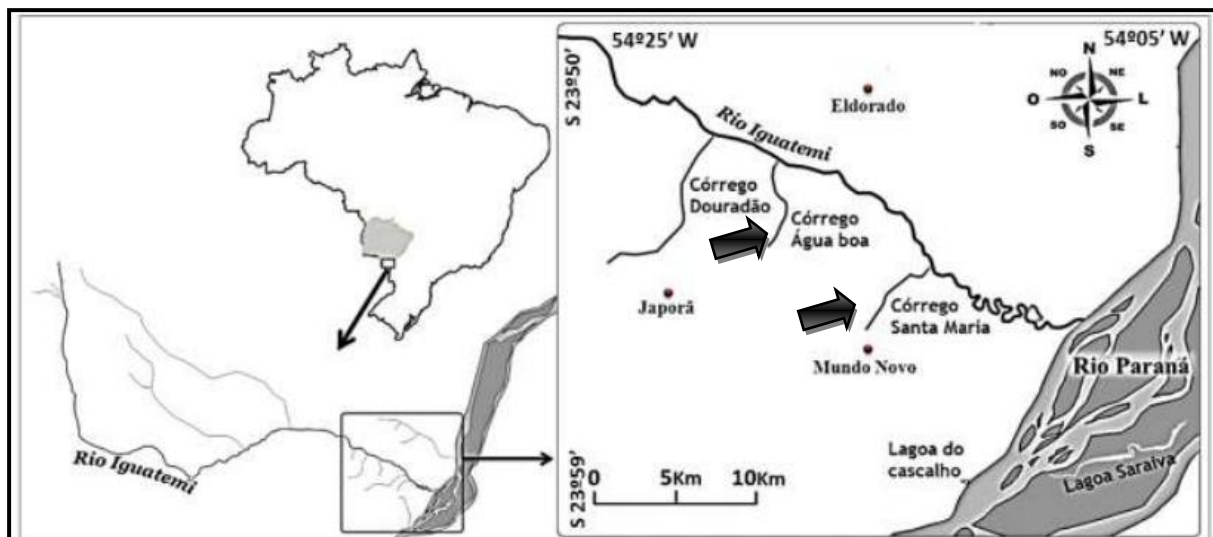 Rio Iguatemi
54º25’ W
54º05’ W
S 23º50’
N
NO
NE
O
L
SO
SE
S
Eldorado
Rio Iguatemi
Córrego
Douradão
Córrego
Água boa
Japorã
Córrego
Santa Maria
Mundo Novo
Rio Paraná
Lagoa do
cascalho
Lagoa Saraiva
S 23º59’
0
5Km
10Km